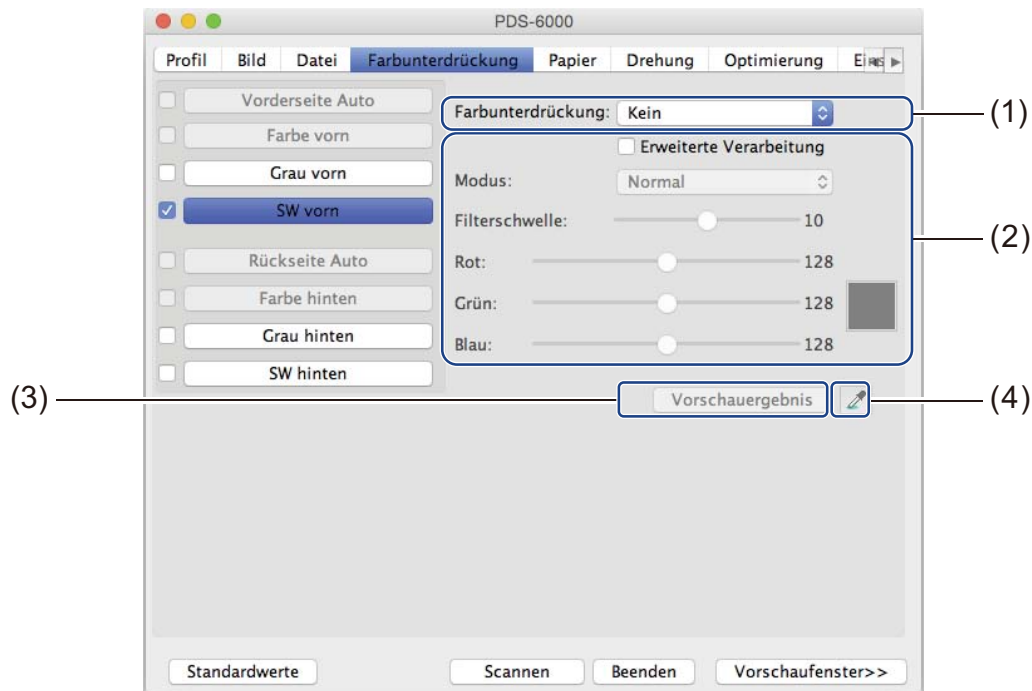 PDS-6000
Profil Bild Datei Farbunterdrückung Papier Drehung Optimierung
Vorderseite Auto
Farbe vorn
Grau vorn
SW vorn
Rückseite Auto
Farbe hinten
Grau hinten
SW hinten
Farbunterdrückung: Kein
(1)
Erweiterte Verarbeitung
Modus: Normal
Filterschwelle: 10
(2)
Rot: 128
Grün: 128
Blau: 128
(3)
Vorschauergebnis
(4)
Standardwerte Scannen Beenden Vorschaufenster>>